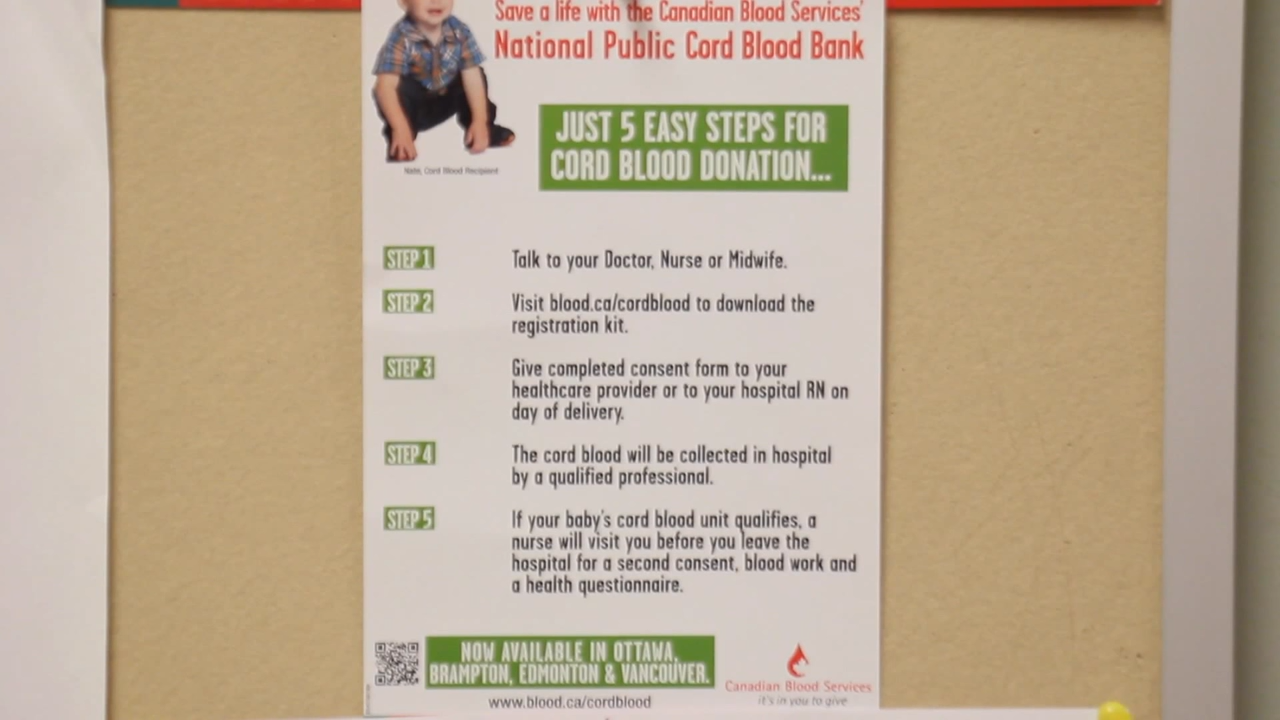 Save a life with the Canadian Blood Services'
National Public Cord Blood Bank
JUST 5 EASY STEPS FOR
CORD BLOOD DONATION...
Nate, Cord Blood Recipient
STEP 1
Talk to your Doctor, Nurse or Midwife.
STEP 2
Visit blood.ca/cordblood to download the
registration kit.
STEP 3
Give completed consent form to your
healthcare provider or to your hospital RN on
day of delivery.
STEP 4
The cord blood will be collected in hospital
by a qualified professional.
STEP 5
If your baby's cord blood unit qualifies, a
nurse will visit you before you leave the
hospital for a second consent, blood work and
a health questionnaire.
NOW AVAILABLE IN OTTAWA,
BRAMPTON, EDMONTON & VANCOUVER.
www.blood.ca/cordblood
Canadian Blood Services
it's in you to give